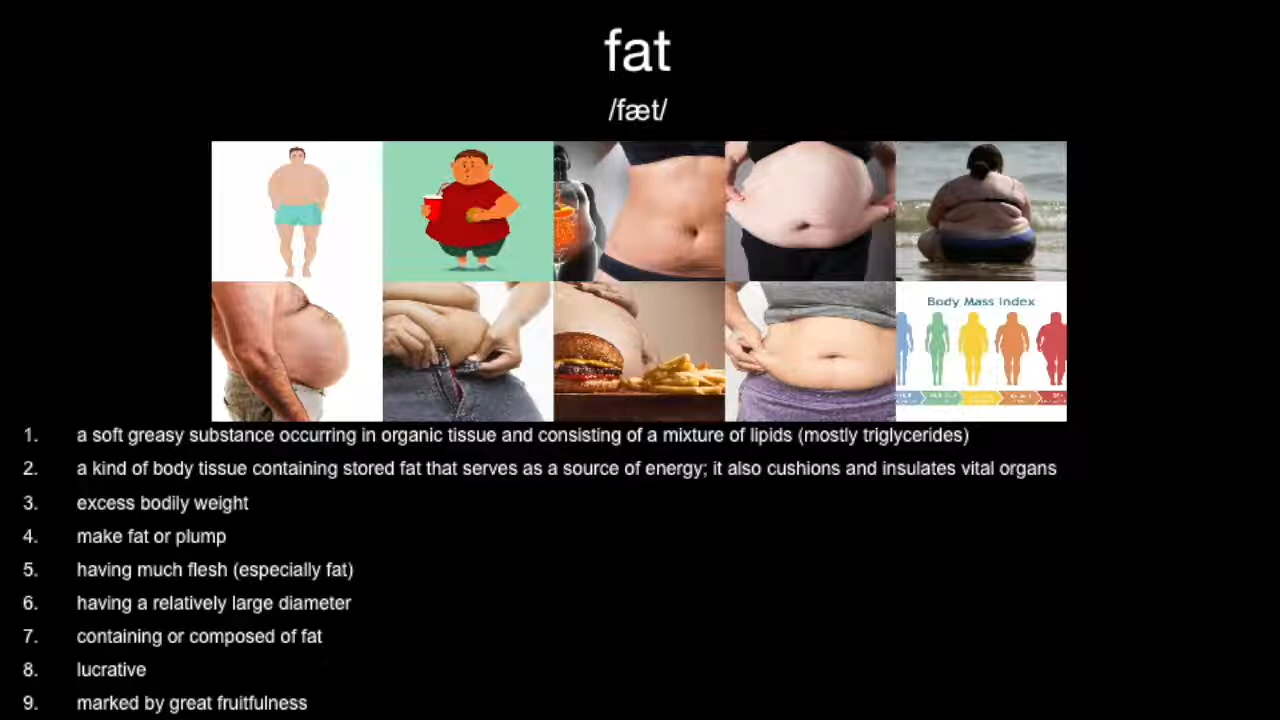 fat
/fæt/
Body Mass Index
1. a soft greasy substance occurring in organic tissue and consisting of a mixture of lipids (mostly triglycerides)
2. a kind of body tissue containing stored fat that serves as a source of energy; it also cushions and insulates vital organs
3. excess bodily weight
4. make fat or plump
5. having much flesh (especially fat)
6. having a relatively large diameter
7. containing or composed of fat
8. lucrative
9. marked by great fruitfulness